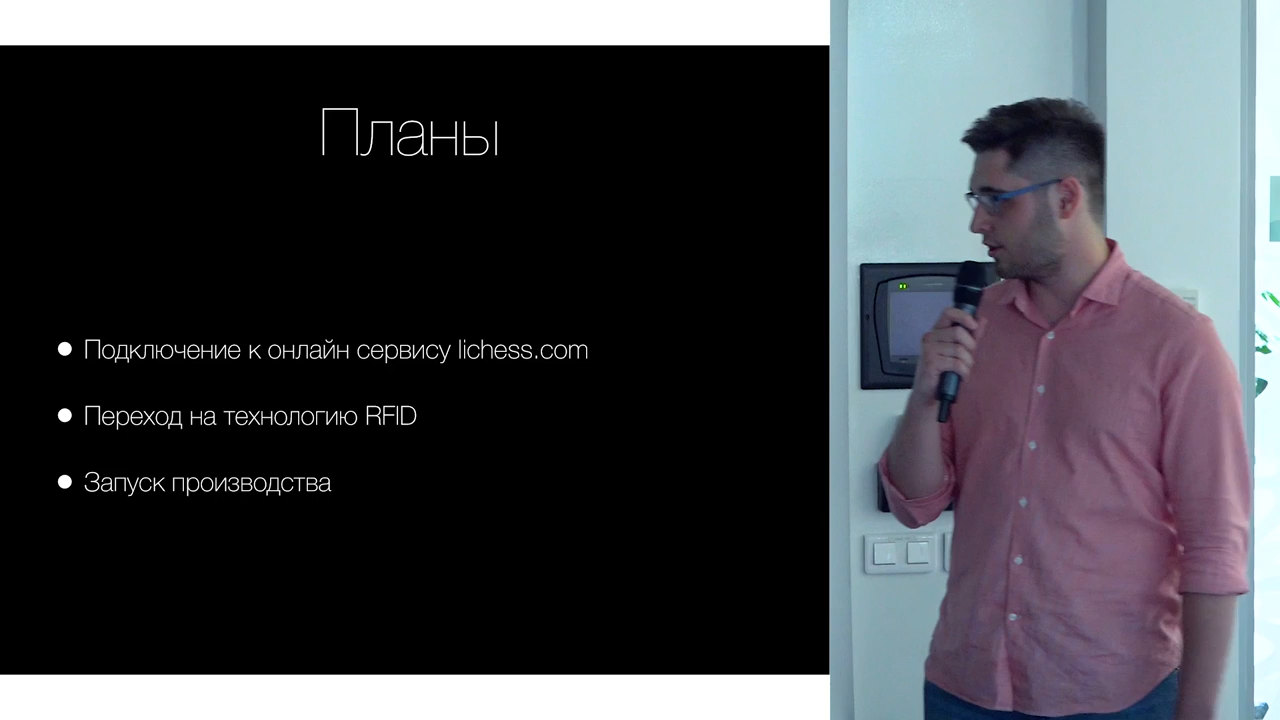 Планы
Подключение к онлайн сервису lichess.com
Переход на технологию RFID
Запуск производства